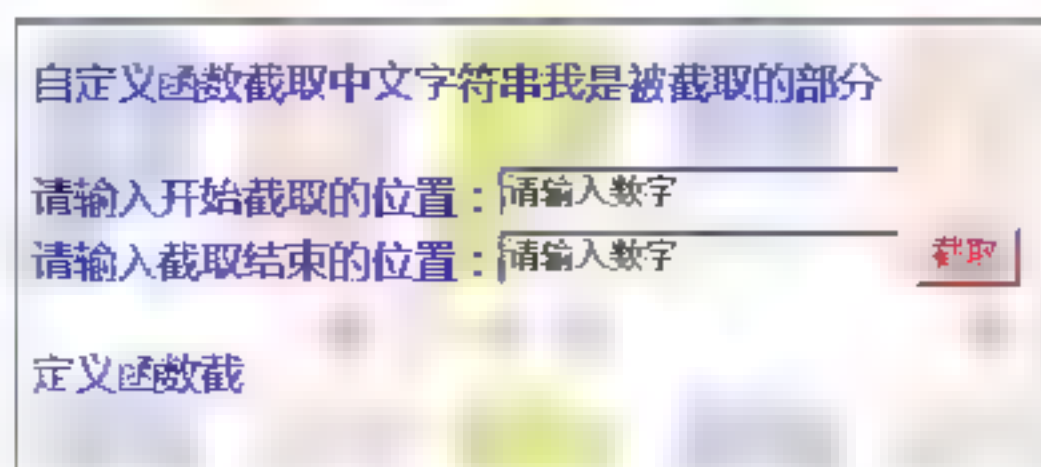 自定义函数截取中文字符串我是被截取的部分
请输入开始截取的位置：请输入数字
请输入截取结束的位置：请输入数字 截取
定义函数截